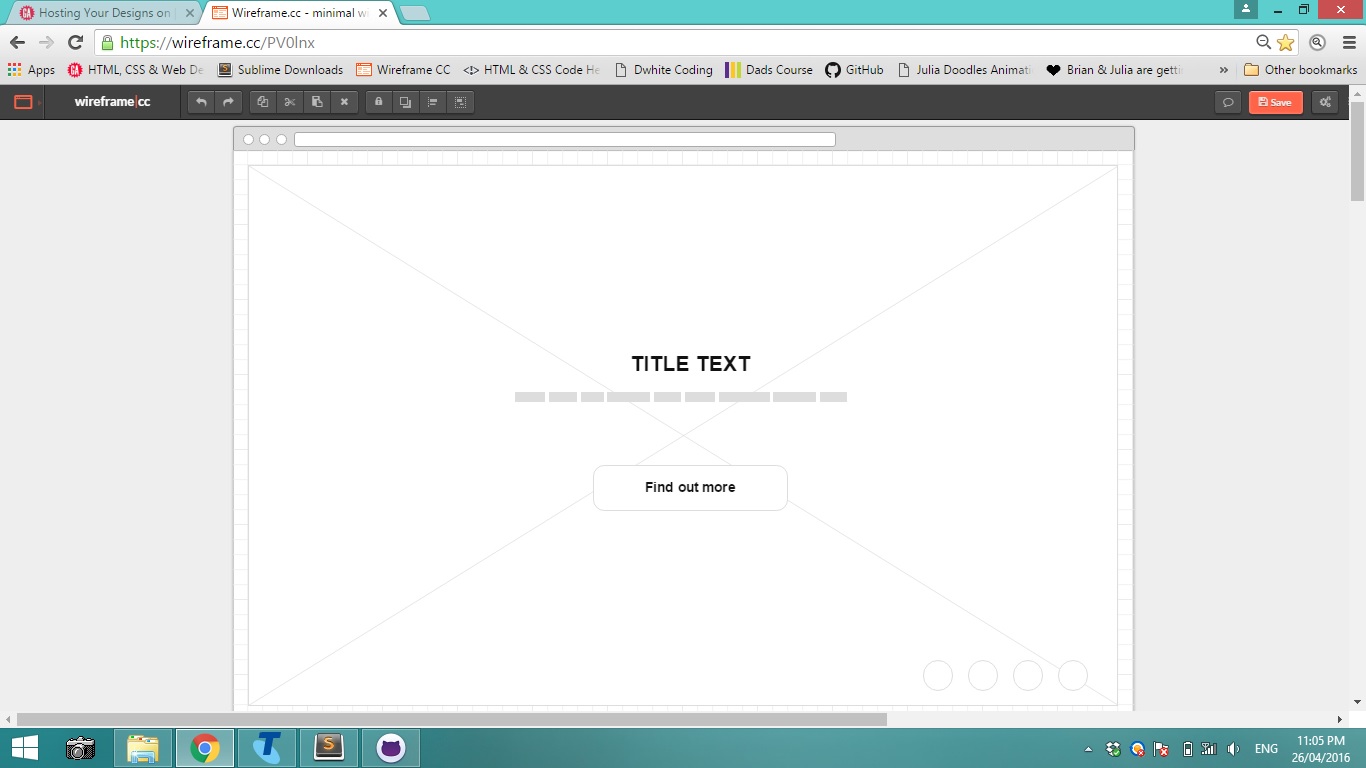 Hosting Your Designs on
Wireframe.cc - minimal wi
https://wireframe.cc/PV0lnx
Apps
HTML, CSS & Web De
Sublime Downloads
Wireframe CC
HTML & CSS Code He
Dwhite Coding
Dads Course
GitHub
Julia Doodles Animati
Brian & Julia are getti
Other bookmarks
wireframe|cc
Save
TITLE TEXT
Find out more
ENG
11:05 PM
26/04/2016